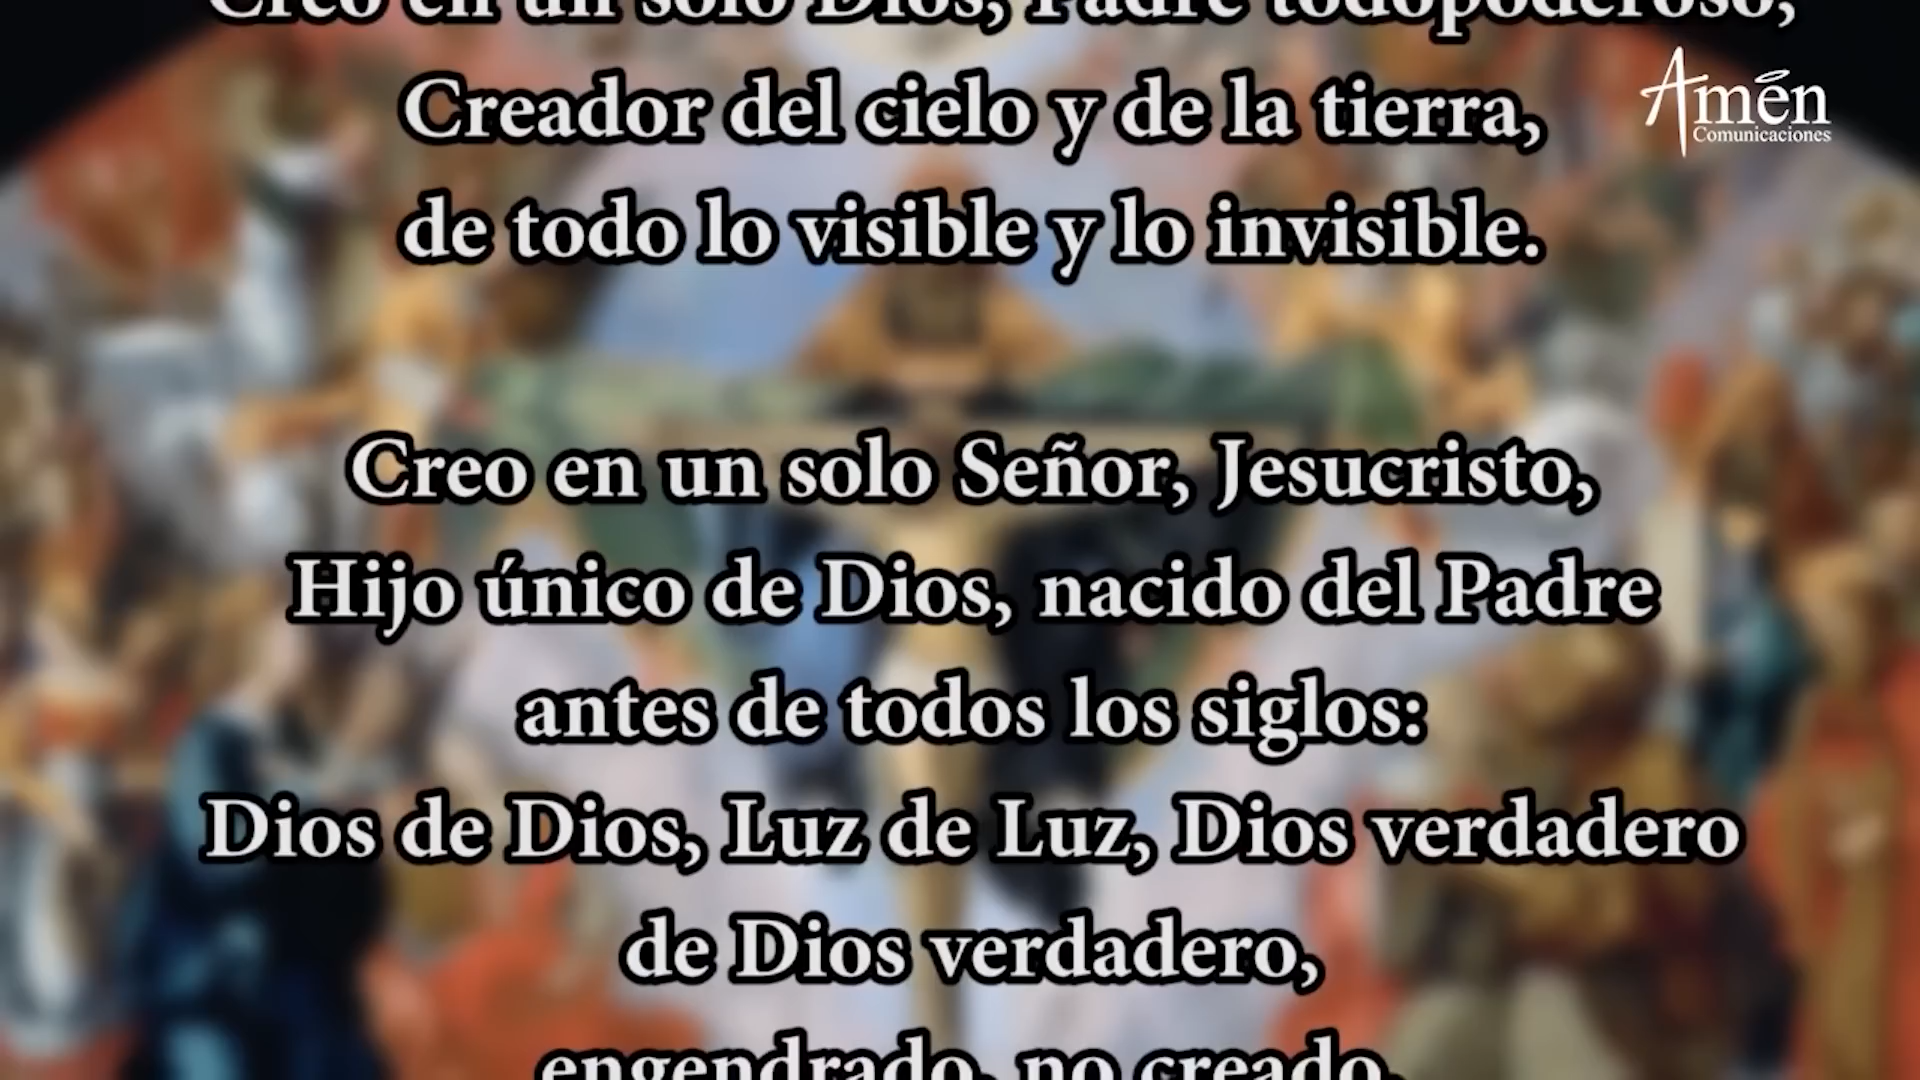 Creo en un solo Dios, Padre todopoderoso,
Amén
Comunicaciones
Creador del cielo y de la tierra,
de todo lo visible y lo invisible.
Creo en un solo Señor, Jesucristo,
Hijo único de Dios, nacido del Padre
antes de todos los siglos:
Dios de Dios, Luz de Luz, Dios verdadero
de Dios verdadero,
engendrado, no creado,